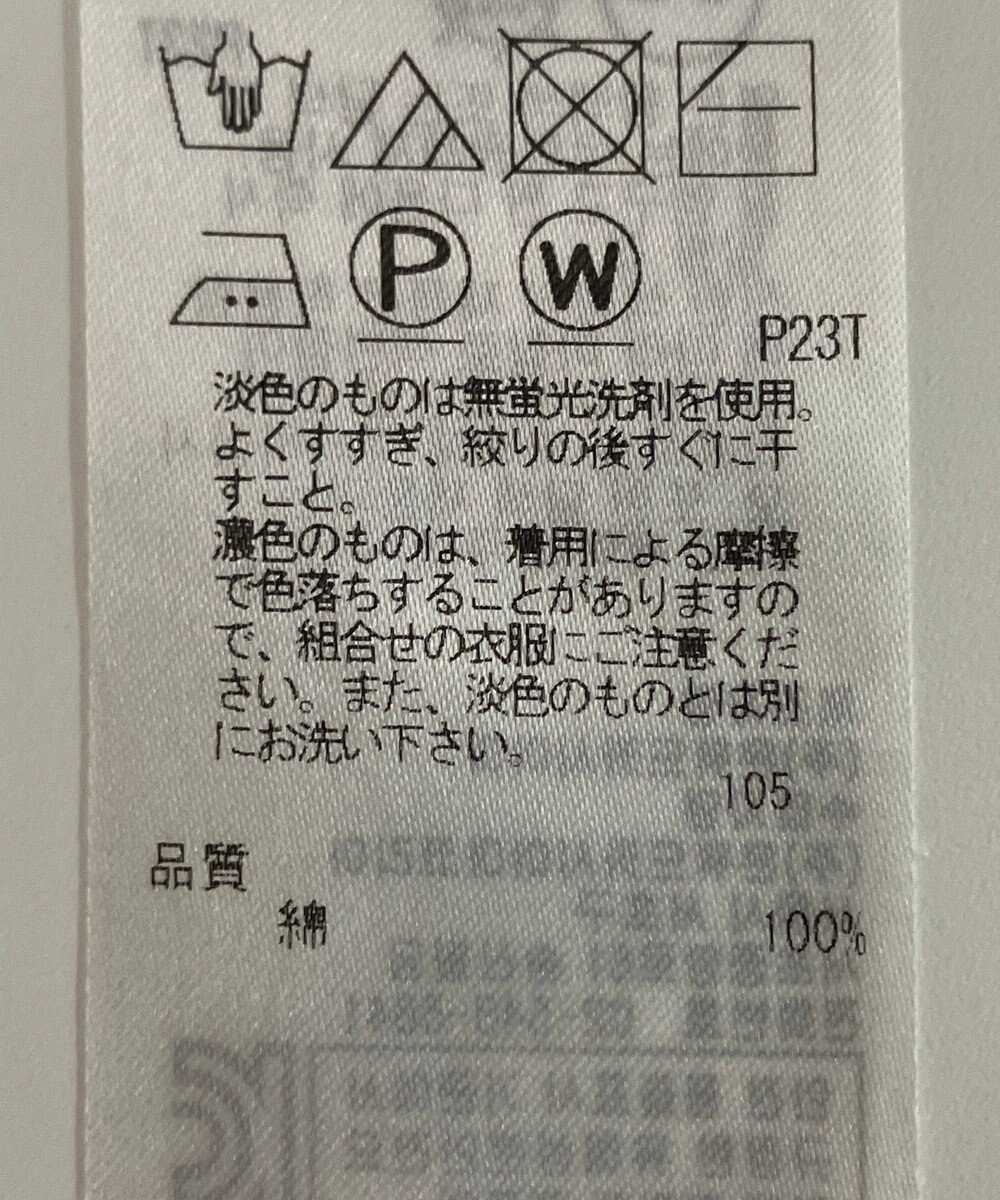 P W
P23T
淡色のものは無蛍光洗剤を使用。
よくすすぎ、絞りの後すぐに干
すこと。
濃色のものは、着用による摩擦
で色落ちすることがありますの
で、組合せの衣服にご注意くだ
さい。また、淡色のものとは別
にお洗い下さい。
105
品質
綿 100%